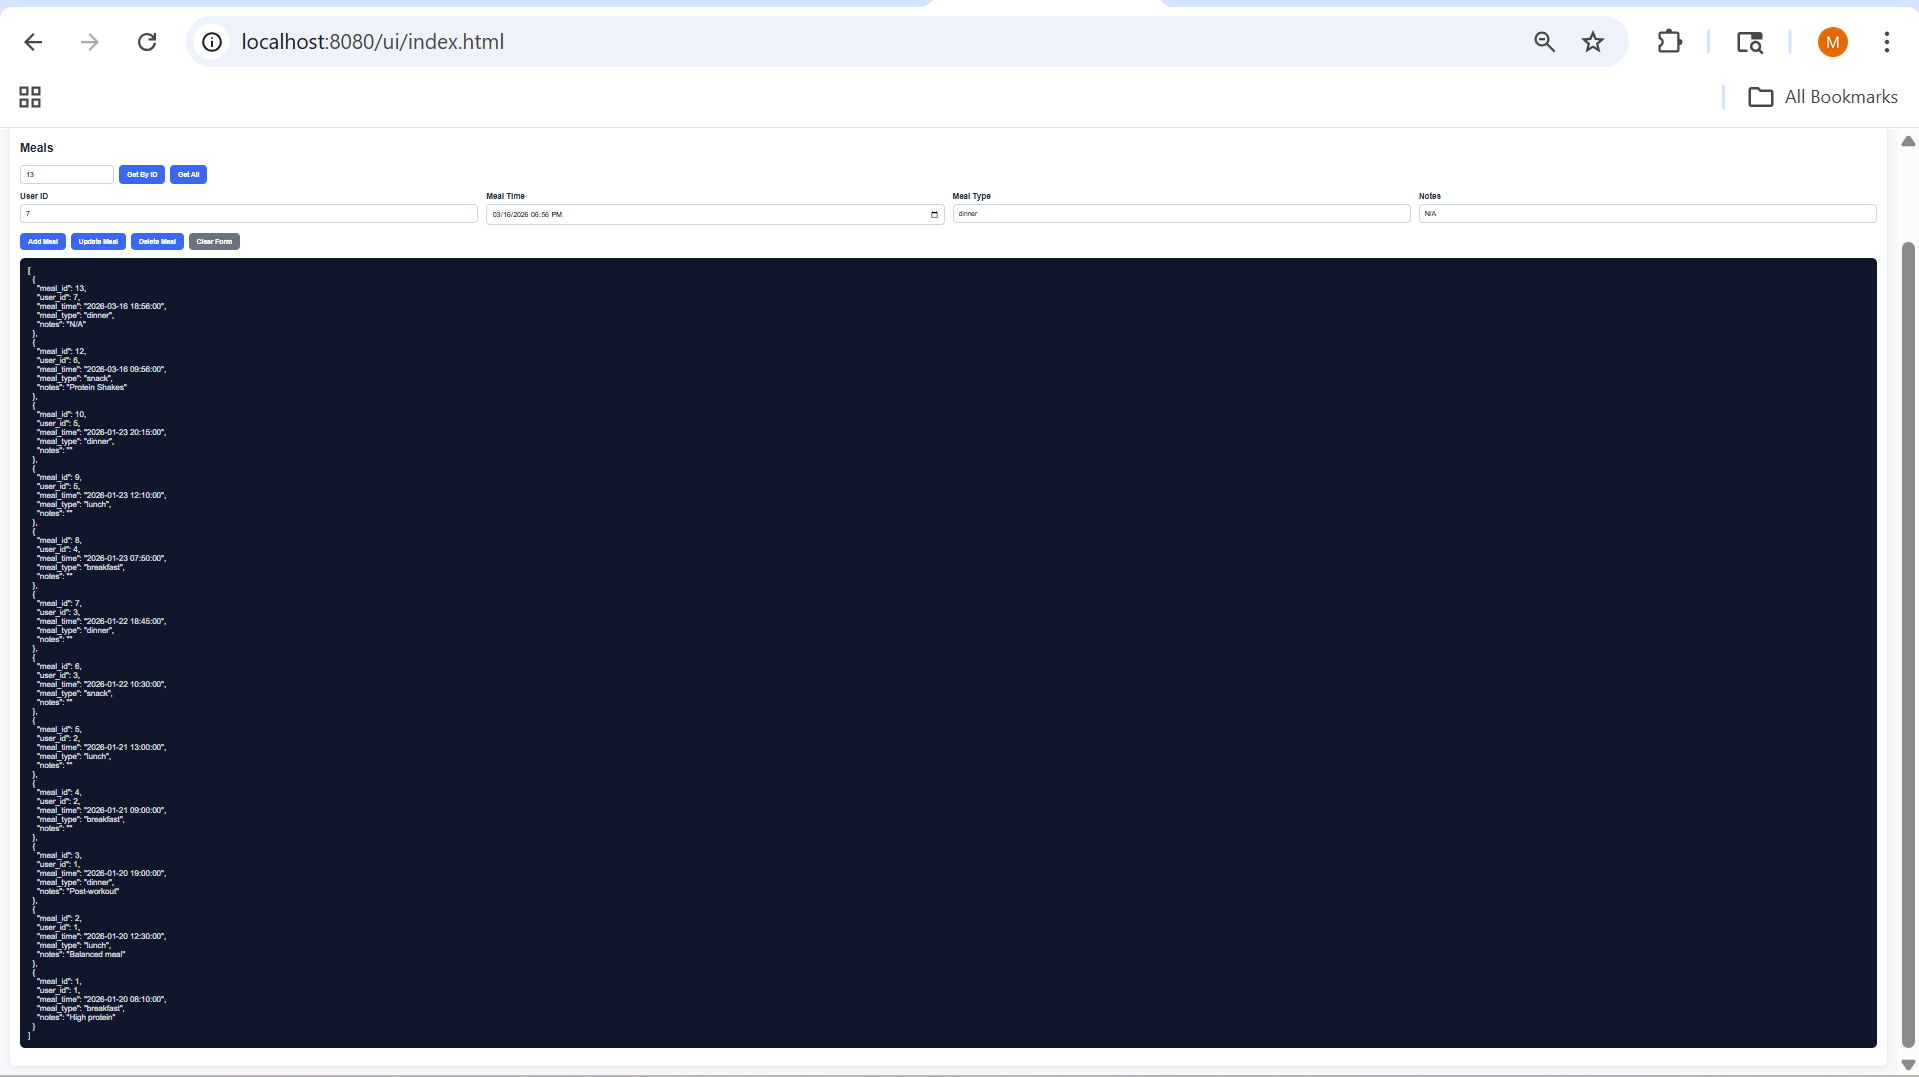 localhost:8080/ui/index.html
M
All Bookmarks
Meals
13
Get By ID
Get All
User ID
Meal Time
Meal Type
Notes
7
03/16/2026 06:56 PM
dinner
N/A
Add Meal
Update Meal
Delete Meal
Clear Form
[
{
"meal_id": 13,
"user_id": 7,
"meal_time": "2026-03-16 18:56:00",
"meal_type": "dinner",
"notes": "N/A"
},
{
"meal_id": 12,
"user_id": 6,
"meal_time": "2026-03-16 09:56:00",
"meal_type": "snack",
"notes": "Protein Shakes"
},
{
"meal_id": 10,
"user_id": 5,
"meal_time": "2026-01-23 20:15:00",
"meal_type": "dinner",
"notes": ""
},
{
"meal_id": 9,
"user_id": 5,
"meal_time": "2026-01-23 12:10:00",
"meal_type": "lunch",
"notes": ""
},
{
"meal_id": 8,
"user_id": 4,
"meal_time": "2026-01-23 07:50:00",
"meal_type": "breakfast",
"notes": ""
},
{
"meal_id": 7,
"user_id": 3,
"meal_time": "2026-01-22 18:45:00",
"meal_type": "dinner",
"notes": ""
},
{
"meal_id": 6,
"user_id": 3,
"meal_time": "2026-01-22 10:30:00",
"meal_type": "snack",
"notes": ""
},
{
"meal_id": 5,
"user_id": 2,
"meal_time": "2026-01-21 13:00:00",
"meal_type": "lunch",
"notes": ""
},
{
"meal_id": 4,
"user_id": 2,
"meal_time": "2026-01-21 09:00:00",
"meal_type": "breakfast",
"notes": ""
},
{
"meal_id": 3,
"user_id": 1,
"meal_time": "2026-01-20 19:00:00",
"meal_type": "dinner",
"notes": "Post-workout"
},
{
"meal_id": 2,
"user_id": 1,
"meal_time": "2026-01-20 12:30:00",
"meal_type": "lunch",
"notes": "Balanced meal"
},
{
"meal_id": 1,
"user_id": 1,
"meal_time": "2026-01-20 08:10:00",
"meal_type": "breakfast",
"notes": "High protein"
}
]